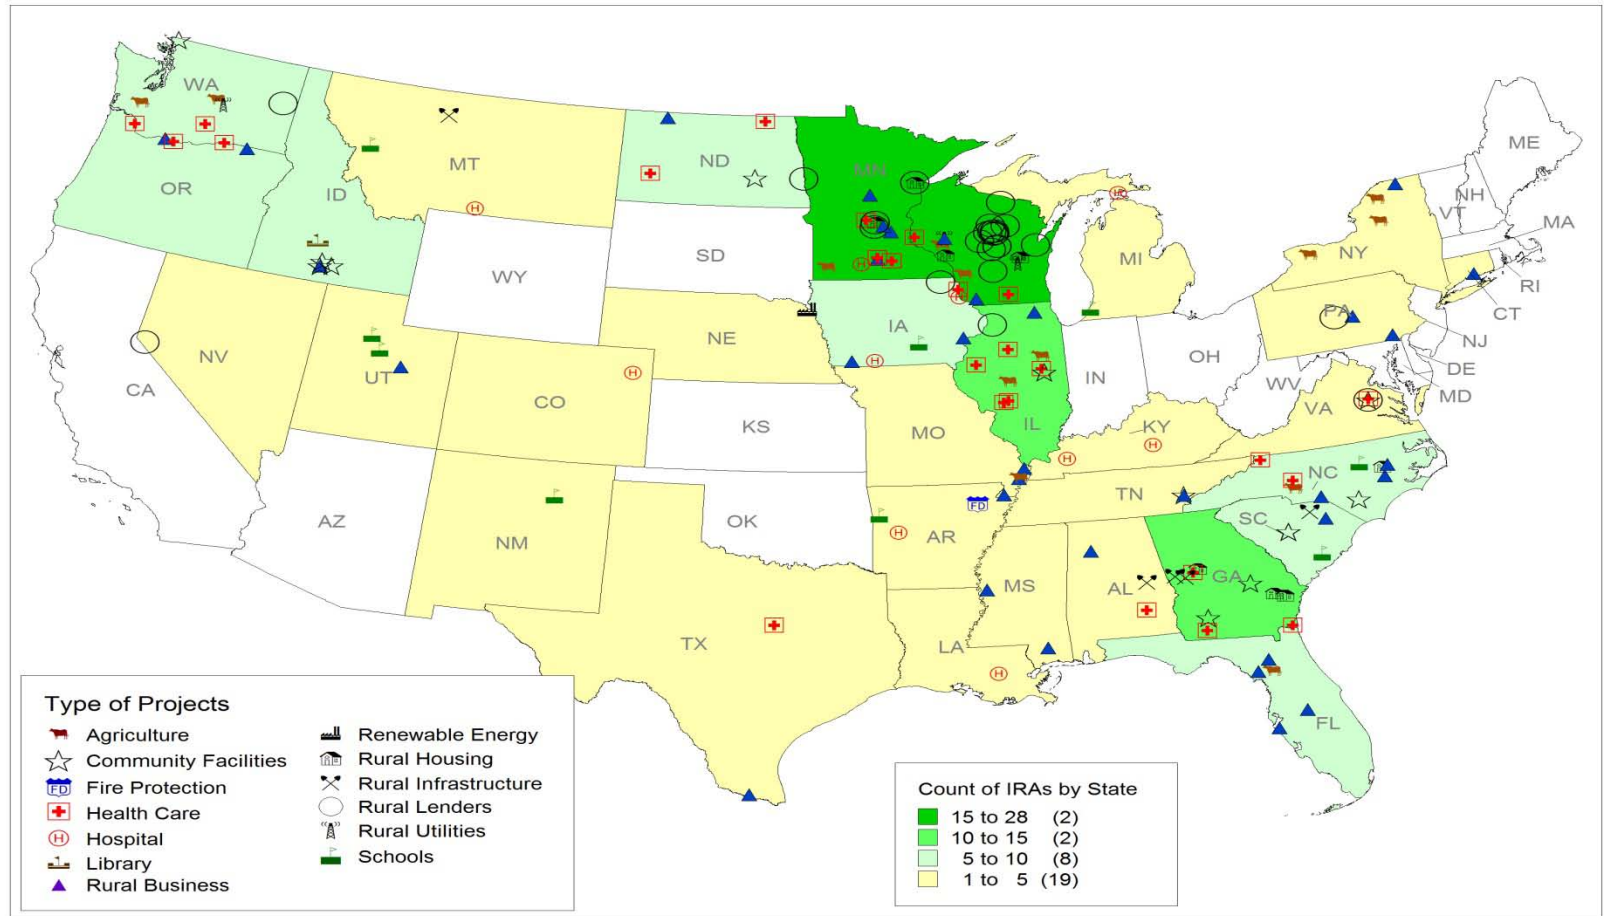 WA
MT
ND
MN
ME
OR
ID
NH
VT
MA
SD
MI
NY
WY
RI
CT
PA
IA
NE
NV
NJ
OH
UT
IN
DE
CA
WV
MD
CO
VA
KS
MO
IL
KY
NC
TN
AZ
OK
SC
NM
AR
GA
MS
AL
TX
LA
FL
H
H
H
H
H
H
H
H
H
FD
Type of Projects
Agriculture
Community Facilities
FD Fire Protection
Health Care
H Hospital
Library
Rural Business
Renewable Energy
Rural Housing
Rural Infrastructure
Rural Lenders
Rural Utilities
Schools
Count of IRAs by State
15 to 28 (2)
10 to 15 (2)
5 to 10 (8)
1 to 5 (19)